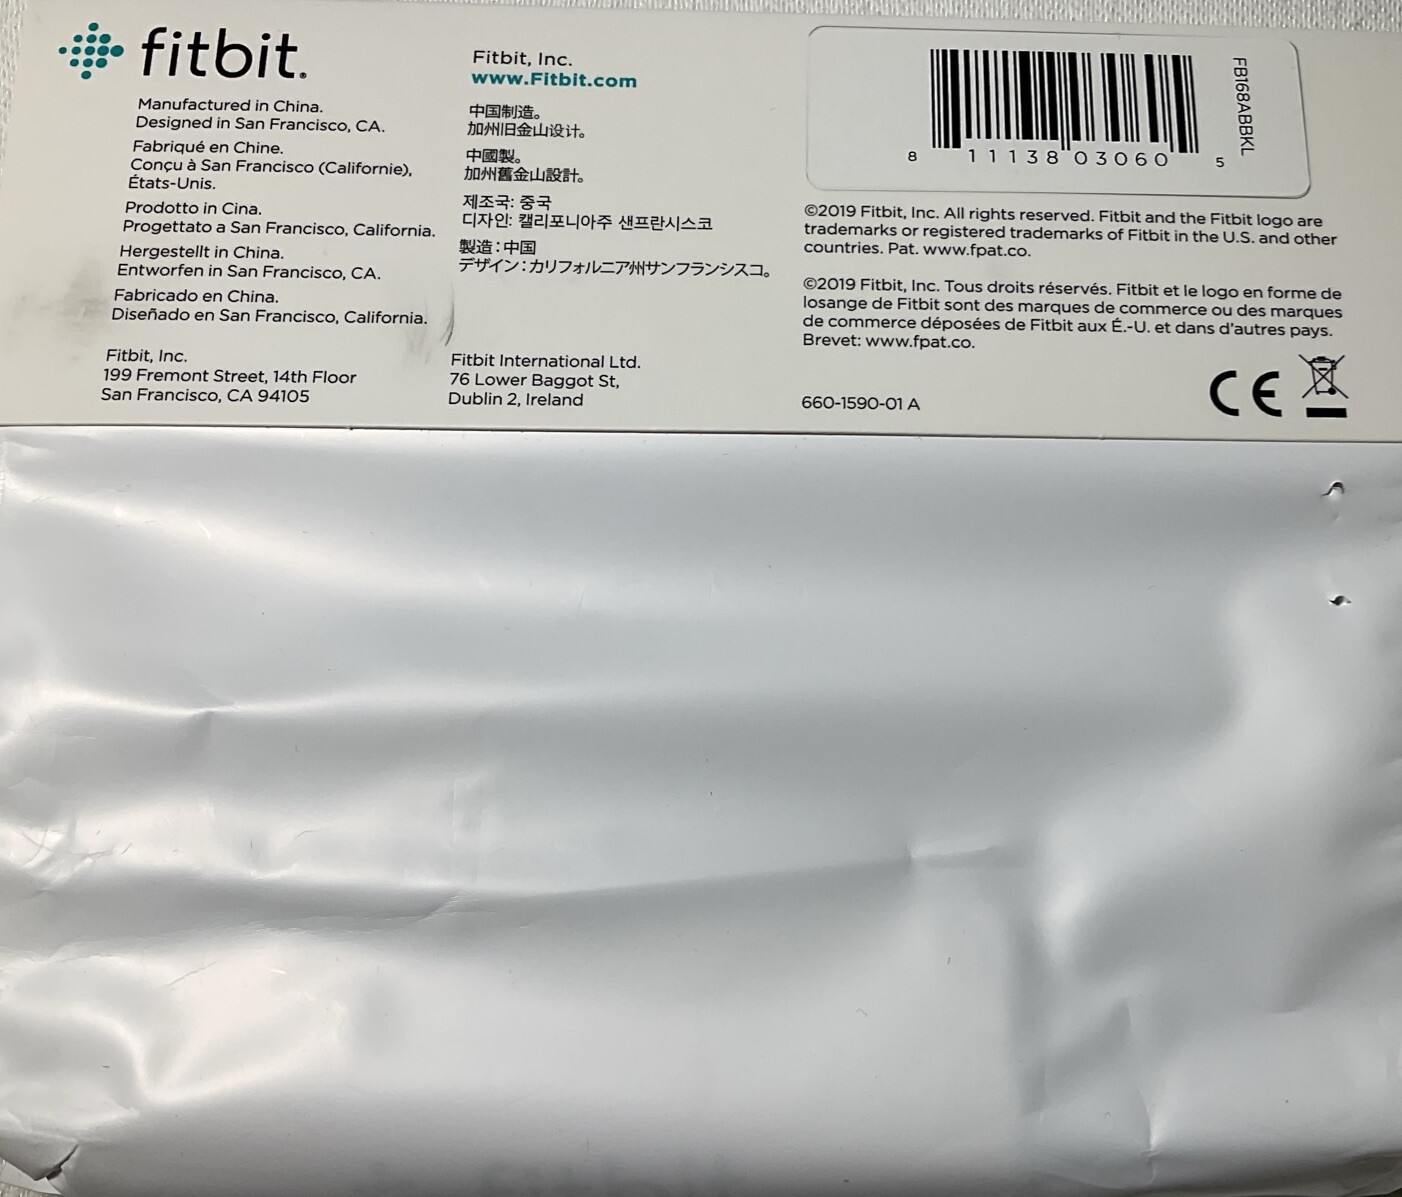 fitbit.
Manufactured in China.
Designed in San Francisco, CA.
Fabriqué en Chine.
Conçu à San Francisco (Californie),
États-Unis.
Prodotto in Cina.
Progettato a San Francisco, California.
Hergestellt in China.
Entworfen in San Francisco, CA.
Fabricado en China.
Diseñado en San Francisco, California.
Fitbit, Inc.
199 Fremont Street, 14th Floor
San Francisco, CA 94105
Fitbit, Inc.
www.Fitbit.com
中国制造。
加州旧金山设计。
中國製。
加州舊金山設計。
제조국: 중국
디자인: 캘리포니아주 샌프란시스코
製造：中国
デザイン：カリフォルニア州サンフランシスコ。
Fitbit International Ltd.
76 Lower Baggot St,
Dublin 2, Ireland
8 11138 03060 5
FB168ABBKL
©2019 Fitbit, Inc. All rights reserved. Fitbit and the Fitbit logo are
trademarks or registered trademarks of Fitbit in the U.S. and other
countries. Pat. www.fpat.co.
©2019 Fitbit, Inc. Tous droits réservés. Fitbit et le logo en forme de
losange de Fitbit sont des marques de commerce ou des marques
de commerce déposées de Fitbit aux É.-U. et dans d'autres pays.
Brevet: www.fpat.co.
660-1590-01 A
CE